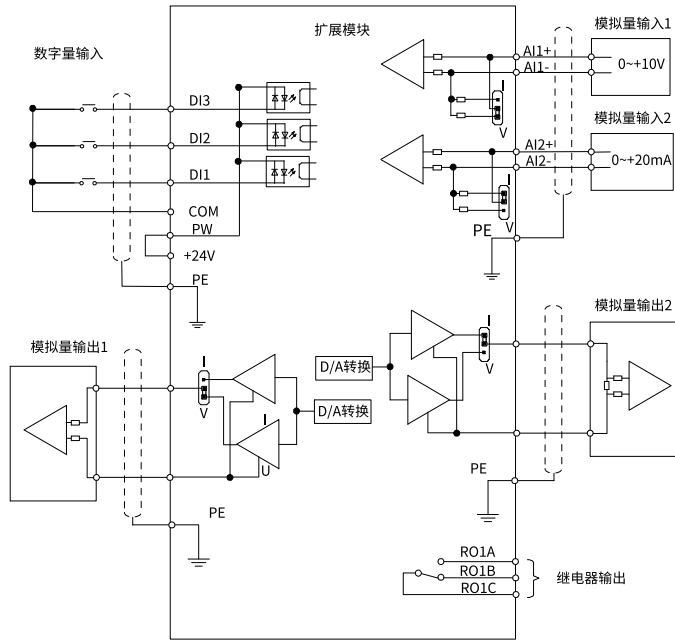 扩展模块
数字量输入
DI3
DI2
DI1
COM
PW
+24V
PE
模拟量输入1
AI1+
AI1-
0~+10V
I
V
模拟量输入2
AI2+
AI2-
0~+20mA
I
V
PE
模拟量输出1
I
V
I
U
D/A转换
PE
模拟量输出2
D/A转换
I
V
PE
RO1A
RO1B
RO1C
继电器输出